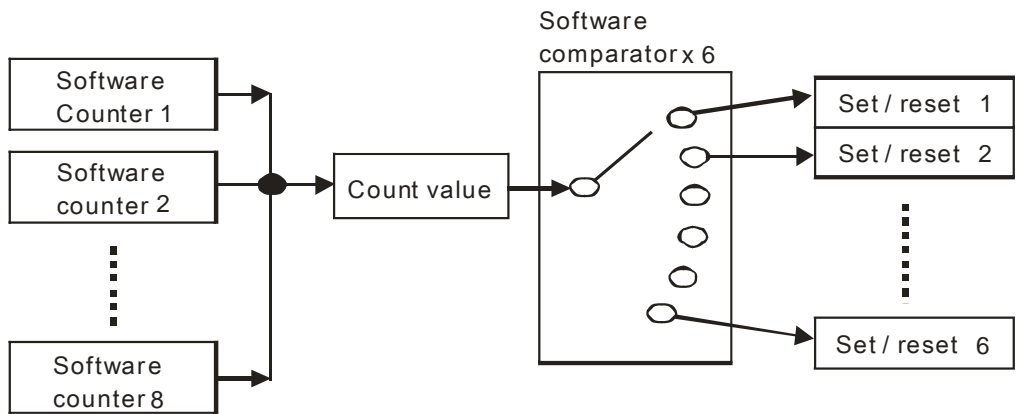 Software
comparator x 6
Software
Counter 1
Software
counter 2
Software
counter 8
Count value
Set / reset 1
Set / reset 2
Set / reset 6